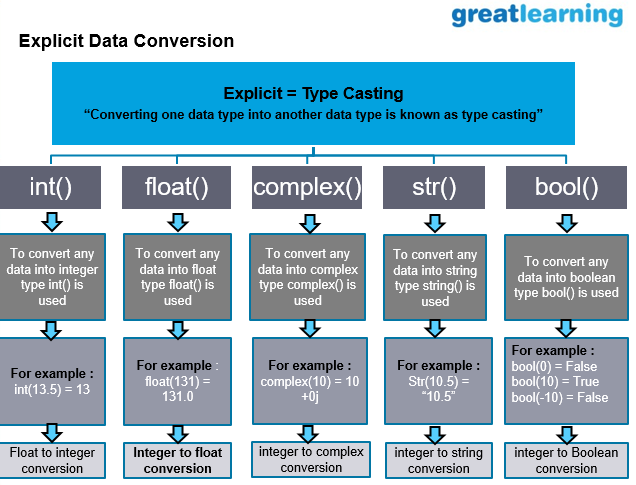 greatlearning
Explicit Data Conversion
Explicit = Type Casting
“Converting one data type into another data type is known as type casting”
int()
float()
complex()
str()
bool()
To convert any
data into integer
type int() is
used
To convert any
data into float
type float() is
used
To convert any
data into complex
type complex() is
used
To convert any
data into string
type string() is
used
To convert any
data into boolean
type bool() is used
For example :
int(13.5) = 13
For example :
float(131) =
131.0
For example :
complex(10) = 10
+0j
For example :
Str(10.5) =
“10.5”
For example :
bool(0) = False
bool(10) = True
bool(-10) = False
Float to integer
conversion
Integer to float
conversion
integer to complex
conversion
integer to string
conversion
integer to Boolean
conversion